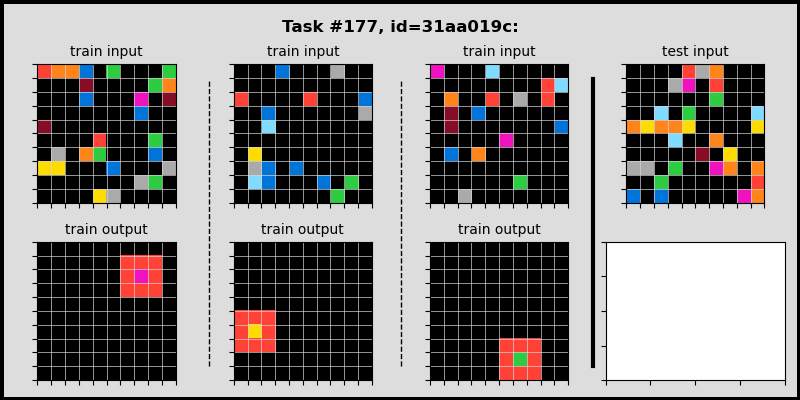 Task #177, id=31aa019c:
train input train input train input test input
train output train output train output